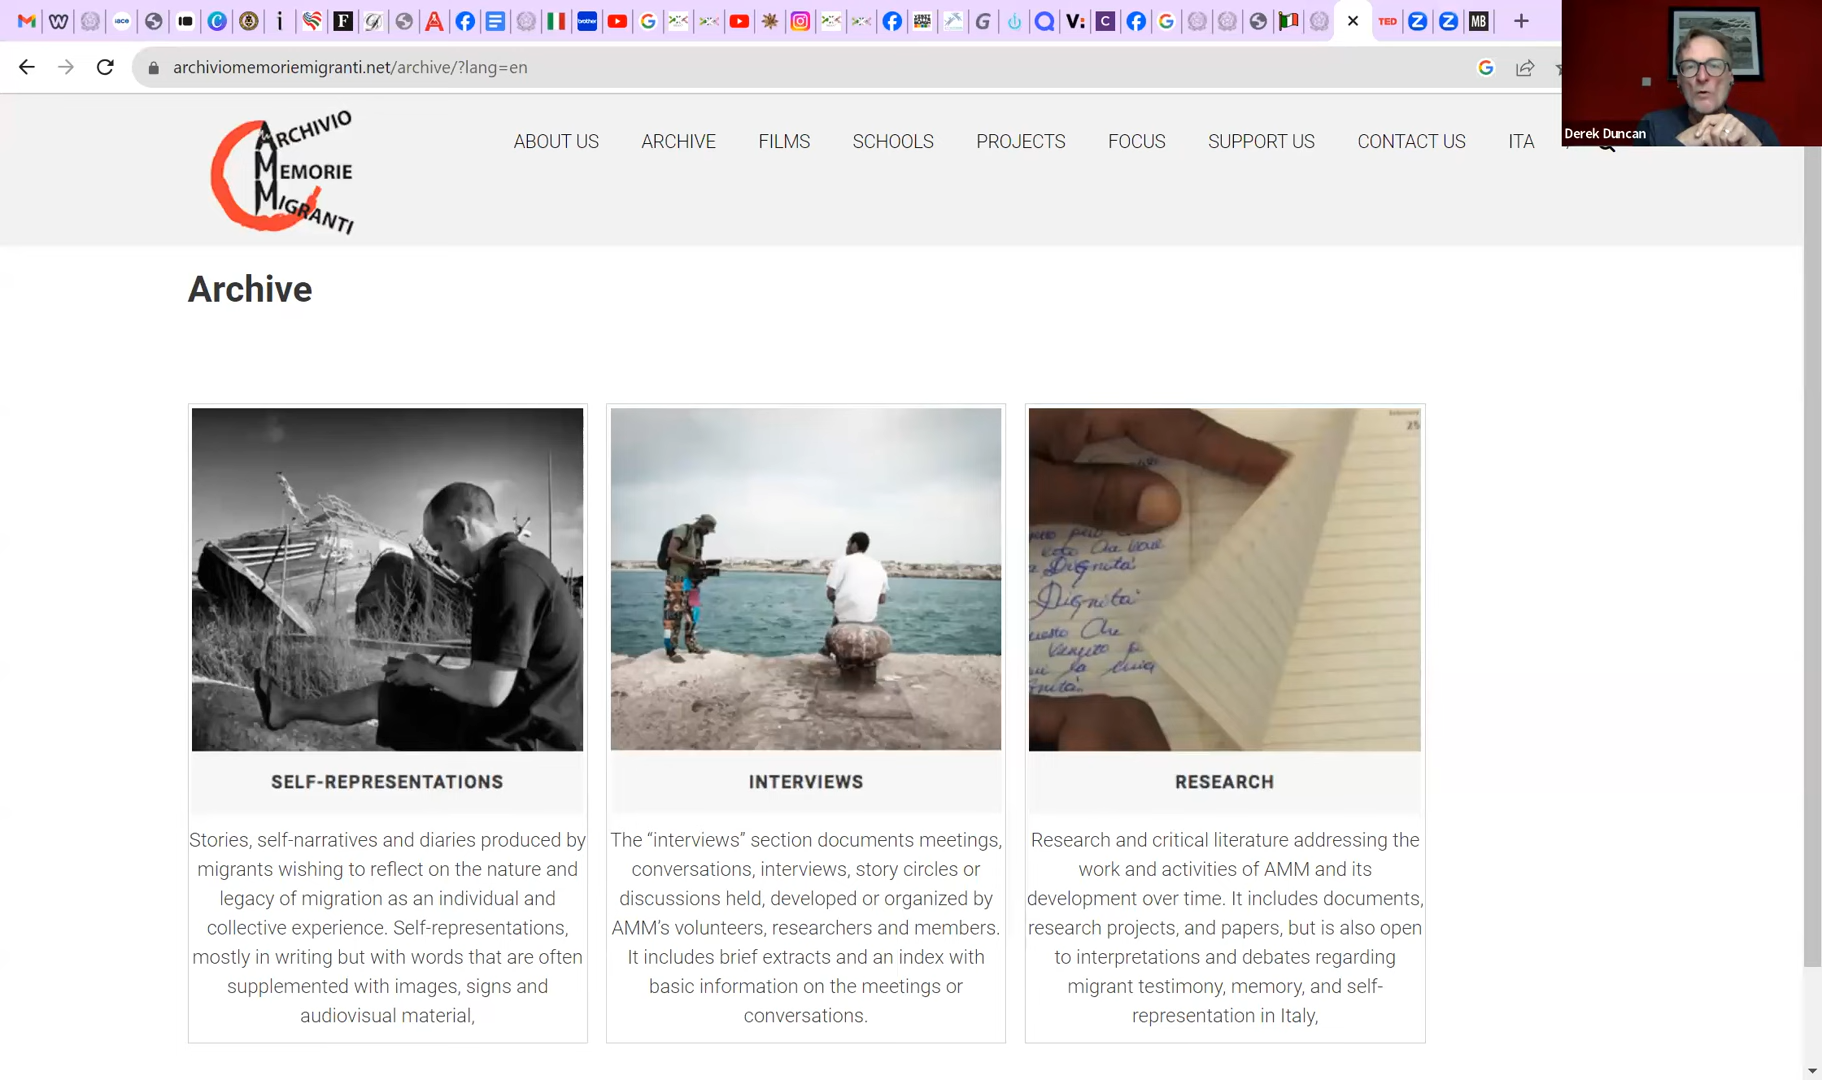 archiviomemoriemigranti.net/archive/?lang=en
Derek Duncan
ARCHIVIO
MEMORIE
MIGRANTI
ABOUT US
ARCHIVE
FILMS
SCHOOLS
PROJECTS
FOCUS
SUPPORT US
CONTACT US
ITA
Archive
25
Dignità
Dignità
SELF-REPRESENTATIONS
Stories, self-narratives and diaries produced by
migrants wishing to reflect on the nature and
legacy of migration as an individual and
collective experience. Self-representations,
mostly in writing but with words that are often
supplemented with images, signs and
audiovisual material,
INTERVIEWS
The “interviews” section documents meetings,
conversations, interviews, story circles or
discussions held, developed or organized by
AMM’s volunteers, researchers and members.
It includes brief extracts and an index with
basic information on the meetings or
conversations.
RESEARCH
Research and critical literature addressing the
work and activities of AMM and its
development over time. It includes documents,
research projects, and papers, but is also open
to interpretations and debates regarding
migrant testimony, memory, and self-
representation in Italy,